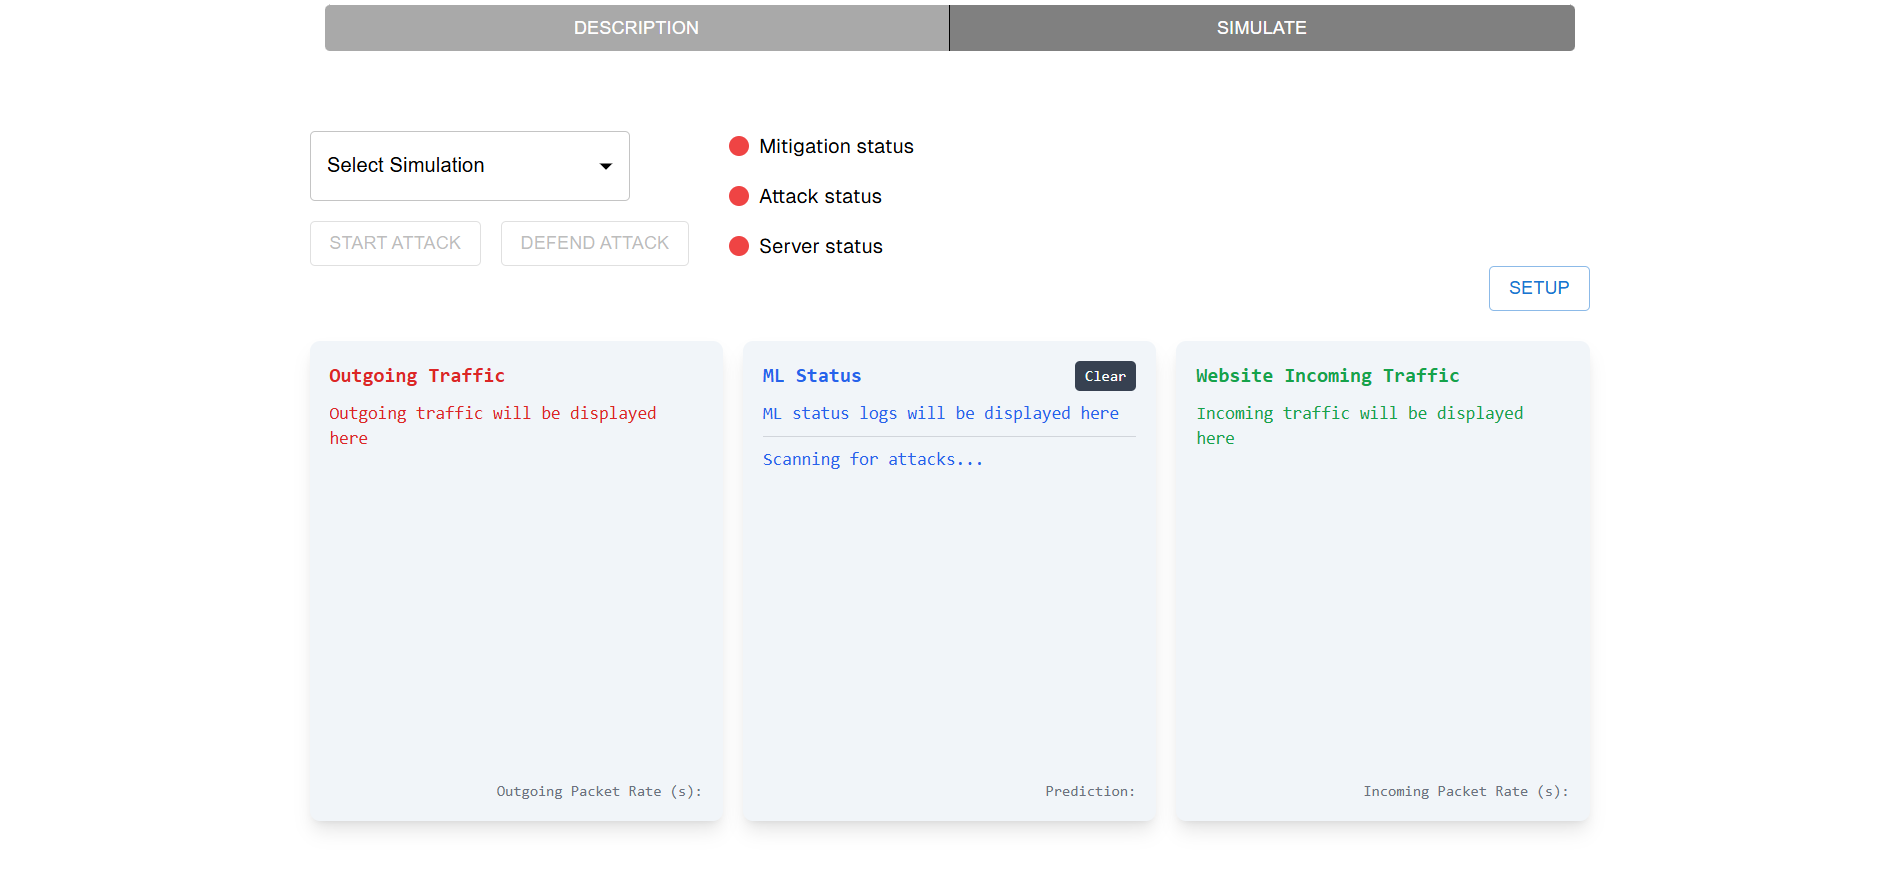 DESCRIPTION
SIMULATE
Select Simulation
START ATTACK
DEFEND ATTACK
Mitigation status
Attack status
Server status
SETUP
Outgoing Traffic
Outgoing traffic will be displayed
here
Outgoing Packet Rate (s):
ML Status
Clear
ML status logs will be displayed here
Scanning for attacks...
Prediction:
Website Incoming Traffic
Incoming traffic will be displayed
here
Incoming Packet Rate (s):